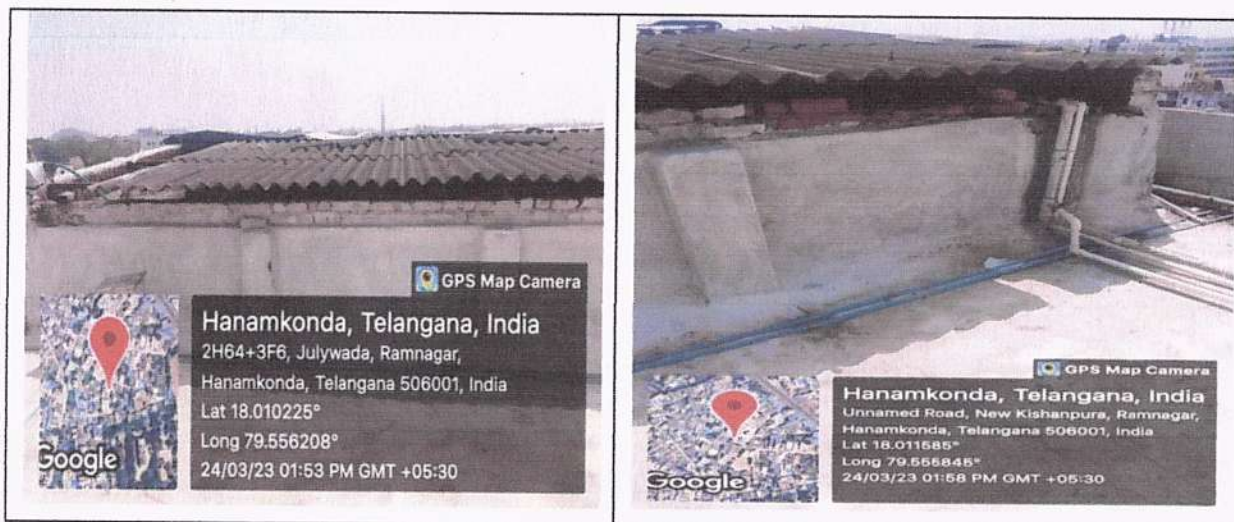 GPS Map Camera
Hanamkonda, Telangana, India
2H64+3F6, Julywada, Ramnagar,
Hanamkonda, Telangana 506001, India
Lat 18.010225°
Long 79.556208°
24/03/23 01:53 PM GMT +05:30
Google
GPS Map Camera
Hanamkonda, Telangana, India
Unnamed Road, New Kishanpura, Ramnagar,
Hanamkonda, Telangana 506001, India
Lat 18.011585°
Long 79.555845°
24/03/23 01:58 PM GMT +05:30
Google